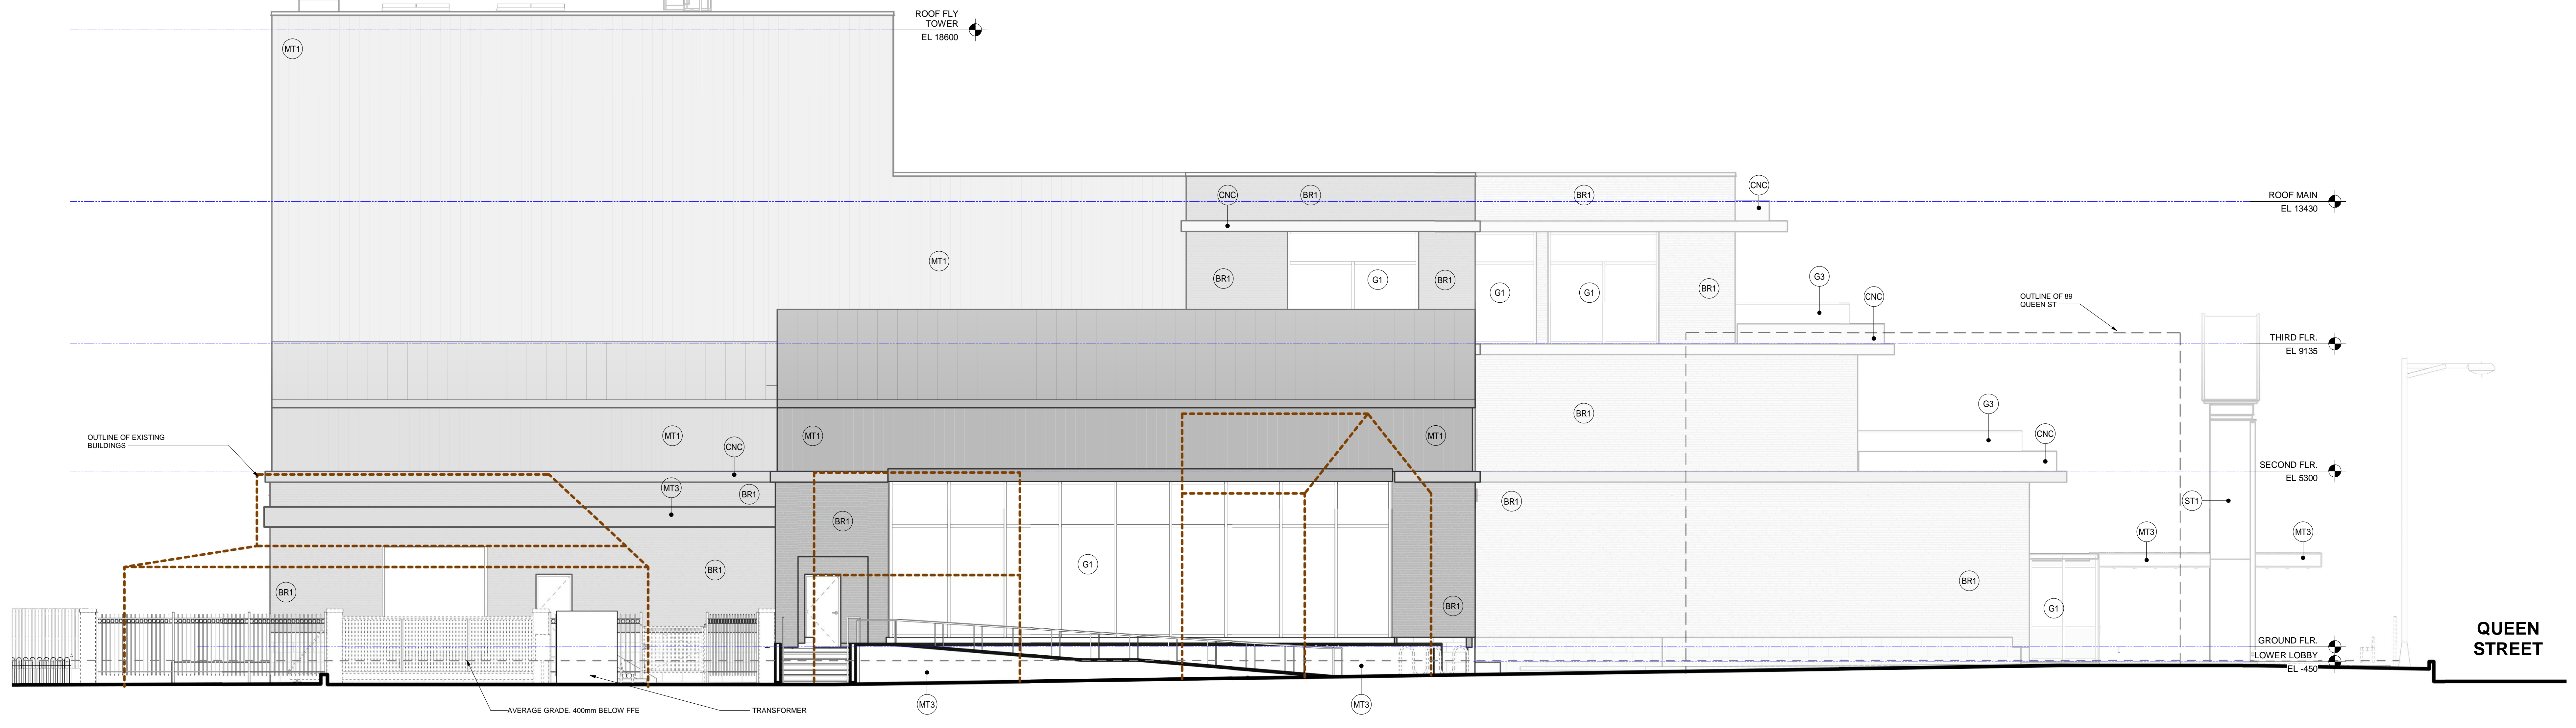 ROOF FLY
TOWER
EL 18600
MT1
CNC
BR1
BR1
CNC
ROOF MAIN
EL 13430
MT1
BR1
G1
BR1
G1
G1
BR1
G3
CNC
OUTLINE OF 89
QUEEN ST
THIRD FLR.
EL 9135
OUTLINE OF EXISTING
BUILDINGS
MT1
CNC
MT1
MT1
BR1
G3
CNC
SECOND FLR.
EL 5300
MT3
BR1
BR1
BR1
ST1
MT3
MT3
BR1
BR1
G1
BR1
BR1
G1
GROUND FLR.
LOWER LOBBY
EL -450
QUEEN
STREET
MT3
MT3
AVERAGE GRADE. 400mm BELOW FFE
TRANSFORMER